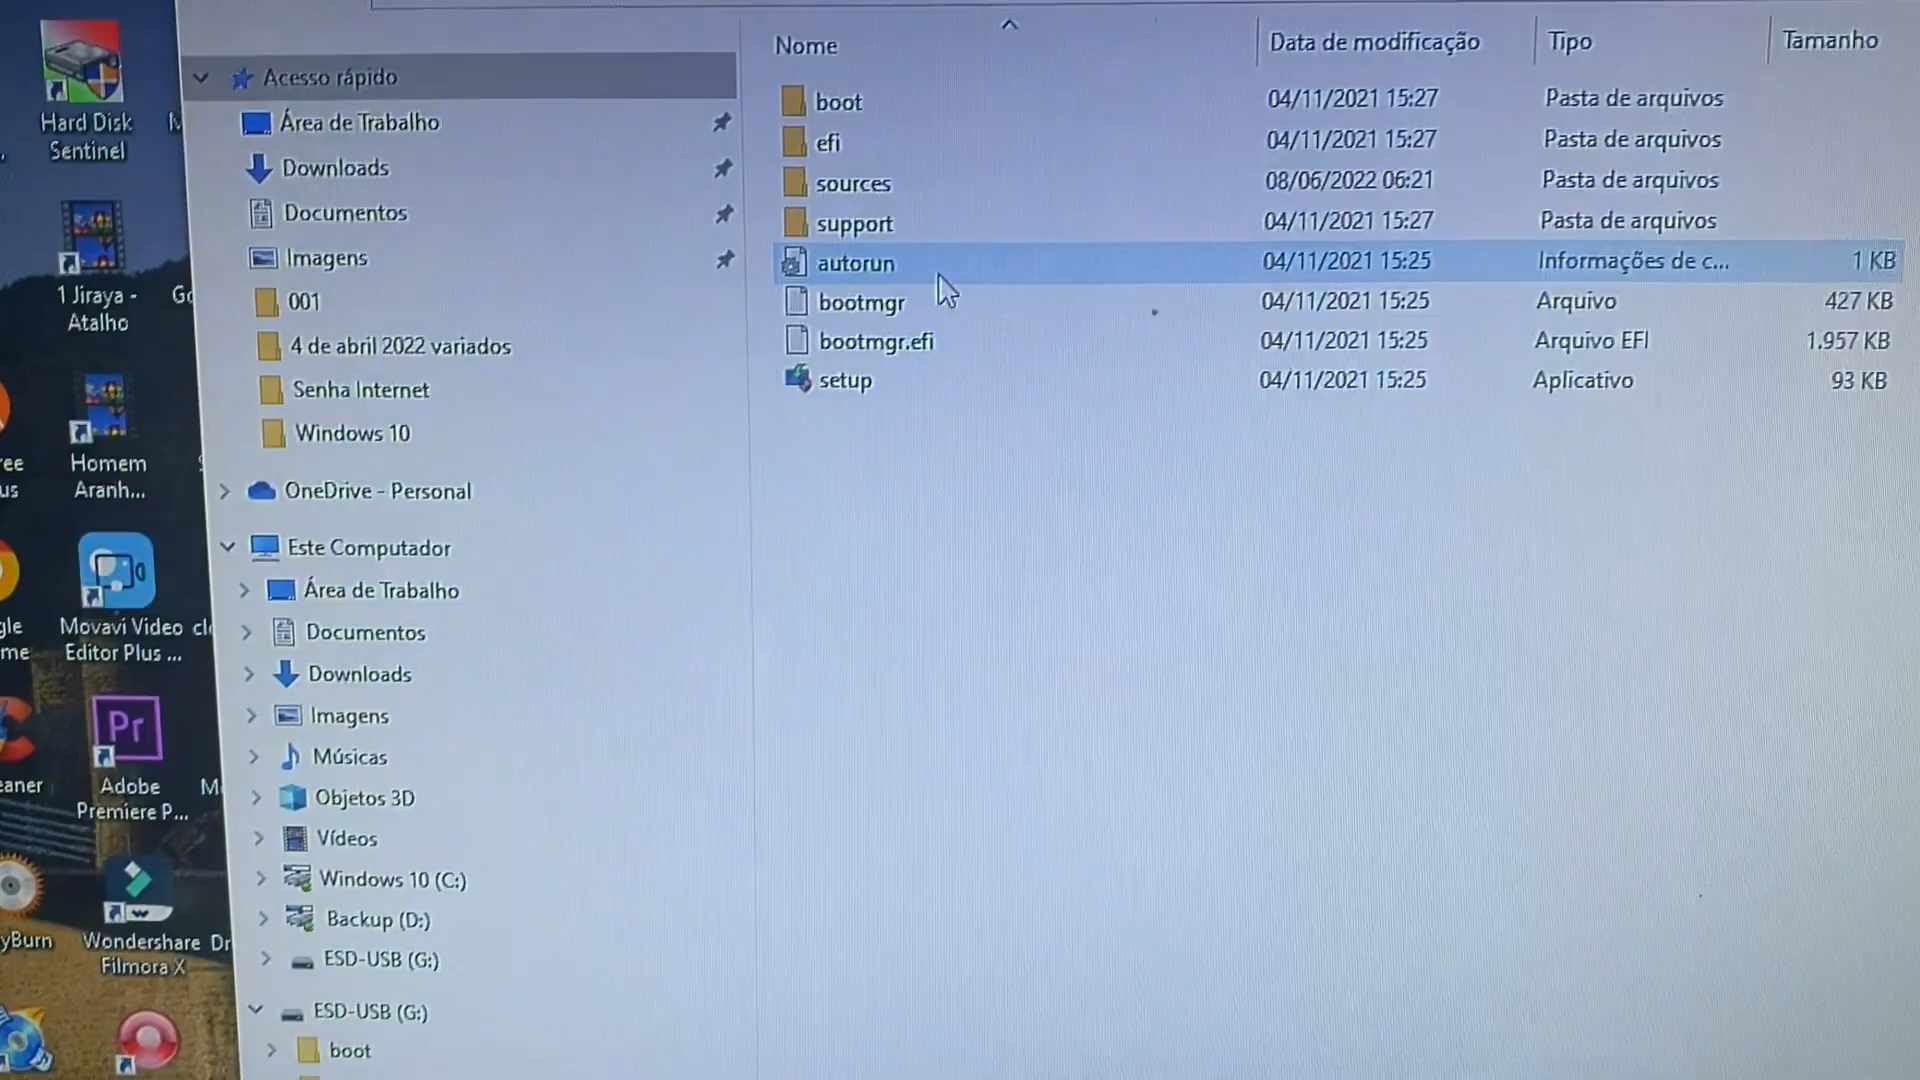 Hard Disk
Sentinel
1 Jiraya -
Atalho
Homem
Aranh...
Movavi Video
Editor Plus ...
Adobe
Premiere P...
Wondershare
Filmora X
Pr
Acesso rápido
Área de Trabalho
Downloads
Documentos
Imagens
001
4 de abril 2022 variados
Senha Internet
Windows 10
OneDrive - Personal
Este Computador
Área de Trabalho
Documentos
Downloads
Imagens
Músicas
Objetos 3D
Vídeos
Windows 10 (C:)
Backup (D:)
ESD-USB (G:)
ESD-USB (G:)
boot
Nome Data de modificação Tipo Tamanho
boot 04/11/2021 15:27 Pasta de arquivos
efi 04/11/2021 15:27 Pasta de arquivos
sources 08/06/2022 06:21 Pasta de arquivos
support 04/11/2021 15:27 Pasta de arquivos
autorun 04/11/2021 15:25 Informações de c... 1 KB
bootmgr 04/11/2021 15:25 Arquivo 427 KB
bootmgr.efi 04/11/2021 15:25 Arquivo EFI 1.957 KB
setup 04/11/2021 15:25 Aplicativo 93 KB